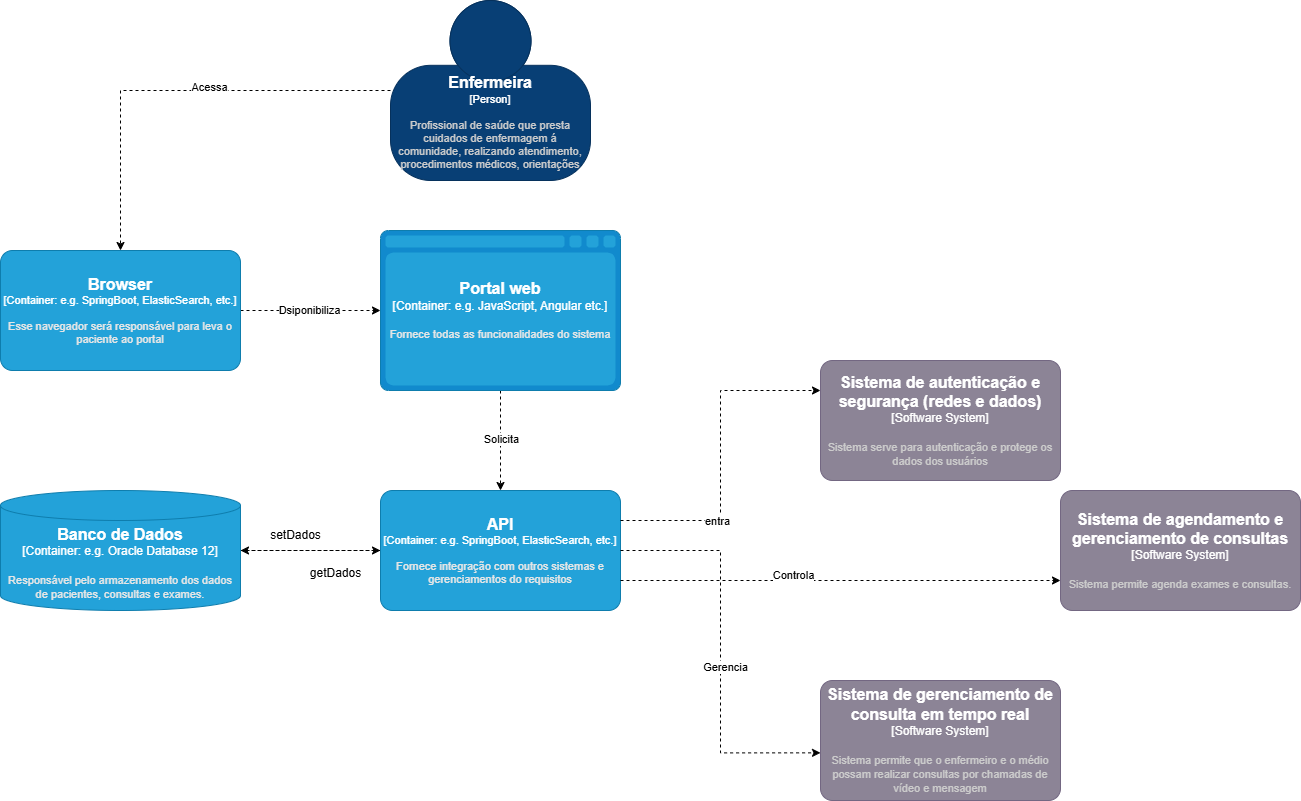 Enfermeira
[Person]
Profissional de saúde que presta
cuidados de enfermagem á
comunidade, realizando atendimento,
procedimentos médicos, orientações.
Acessa
Browser
[Container: e.g. SpringBoot, ElasticSearch, etc.]
Esse navegador será responsável para leva o
paciente ao portal
Dsiponibiliza
Portal web
[Container: e.g. JavaScript, Angular etc.]
Fornece todas as funcionalidades do sistema
Solicita
Sistema de autenticação e
segurança (redes e dados)
[Software System]
Sistema serve para autenticação e protege os
dados dos usuários
Banco de Dados
[Container: e.g. Oracle Database 12]
Responsável pelo armazenamento dos dados
de pacientes, consultas e exames.
setDados
getDados
API
[Container: e.g. SpringBoot, ElasticSearch, etc.]
Fornece integração com outros sistemas e
gerenciamentos do requisitos
entra
Controla
Gerencia
Sistema de agendamento e
gerenciamento de consultas
[Software System]
Sistema permite agenda exames e consultas.
Sistema de gerenciamento de
consulta em tempo real
[Software System]
Sistema permite que o enfermeiro e o médio
possam realizar consultas por chamadas de
vídeo e mensagem